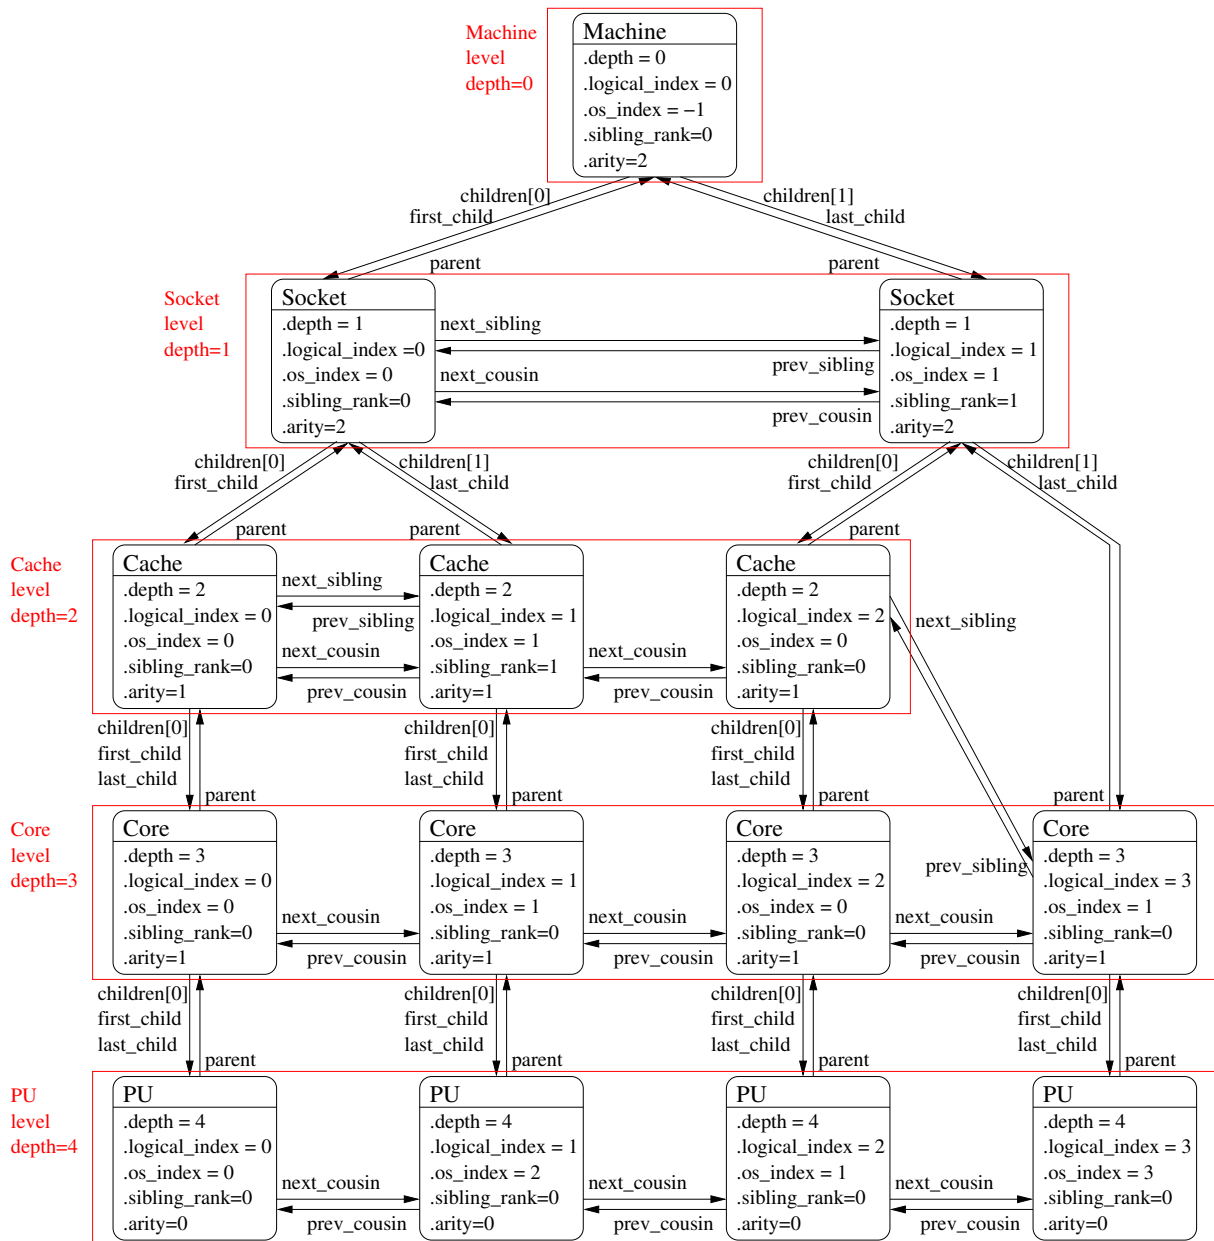 Machine
level
depth=0
Machine
.depth = 0
.logical_index = 0
.os_index = −1
.sibling_rank=0
.arity=2
children[0]
first_child
children[1]
last_child
parent
parent
Socket
level
depth=1
Socket
.depth = 1
.logical_index =0
.os_index = 0
.sibling_rank=0
.arity=2
next_sibling
prev_sibling
next_cousin
prev_cousin
Socket
.depth = 1
.logical_index = 1
.os_index = 1
.sibling_rank=1
.arity=2
children[0]
first_child
children[1]
last_child
children[0]
first_child
children[1]
last_child
parent
parent
Cache
level
depth=2
Cache
.depth = 2
.logical_index = 0
.os_index = 0
.sibling_rank=0
.arity=1
next_sibling
prev_sibling
next_cousin
prev_cousin
Cache
.depth = 2
.logical_index = 1
.os_index = 1
.sibling_rank=1
.arity=1
next_cousin
prev_cousin
Cache
.depth = 2
.logical_index = 2
.os_index = 0
.sibling_rank=0
.arity=1
next_sibling
children[0]
first_child
last_child
parent
children[0]
first_child
last_child
parent
children[0]
first_child
last_child
parent
parent
Core
level
depth=3
Core
.depth = 3
.logical_index = 0
.os_index = 0
.sibling_rank=0
.arity=1
next_cousin
prev_cousin
Core
.depth = 3
.logical_index = 1
.os_index = 1
.sibling_rank=0
.arity=1
next_cousin
prev_cousin
Core
.depth = 3
.logical_index = 2
.os_index = 0
.sibling_rank=0
.arity=1
prev_sibling
next_cousin
prev_cousin
Core
.depth = 3
.logical_index = 3
.os_index = 1
.sibling_rank=0
.arity=1
children[0]
first_child
last_child
parent
children[0]
first_child
last_child
parent
children[0]
first_child
last_child
parent
children[0]
first_child
last_child
parent
PU
level
depth=4
PU
.depth = 4
.logical_index = 0
.os_index = 0
.sibling_rank=0
.arity=0
next_cousin
prev_cousin
PU
.depth = 4
.logical_index = 1
.os_index = 2
.sibling_rank=0
.arity=0
next_cousin
prev_cousin
PU
.depth = 4
.logical_index = 2
.os_index = 1
.sibling_rank=0
.arity=0
next_cousin
prev_cousin
PU
.depth = 4
.logical_index = 3
.os_index = 3
.sibling_rank=0
.arity=0